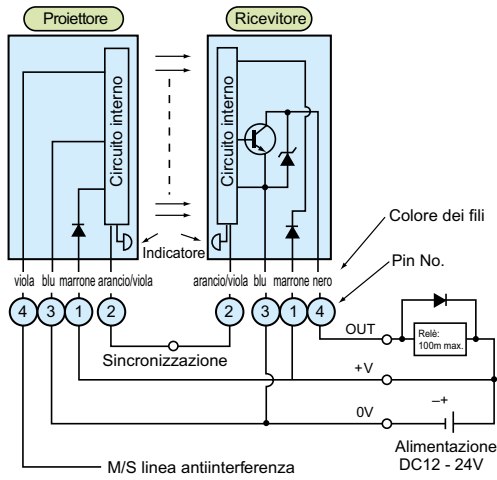 Proiettore
Ricevitore
Circuito interno
Circuito interno
Indicatore
Colore dei fili
Pin No.
viola blu marrone arancio/viola
arancio/viola blu marrone nero
4 3 1 2
2 3 1 4
OUT
Relè:
100m max.
Sincronizzazione
+V
0V
–+
Alimentazione
DC12 - 24V
M/S linea antiinterferenza